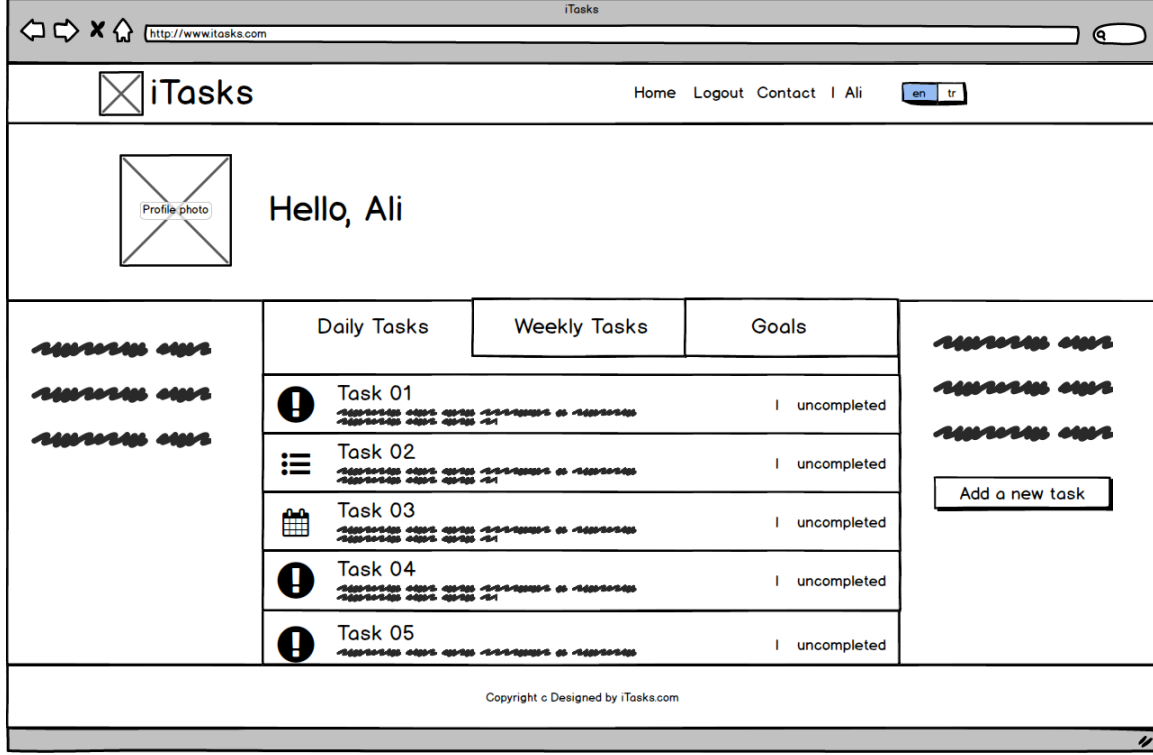 iTasks
http://www.itasks.com
iTasks
Home Logout Contact | Ali
en tr
Profile photo
Hello, Ali
Daily Tasks Weekly Tasks Goals
Task 01
| uncompleted
Task 02
| uncompleted
Task 03
| uncompleted
Task 04
| uncompleted
Task 05
| uncompleted
Add a new task
Copyright c Designed by iTasks.com